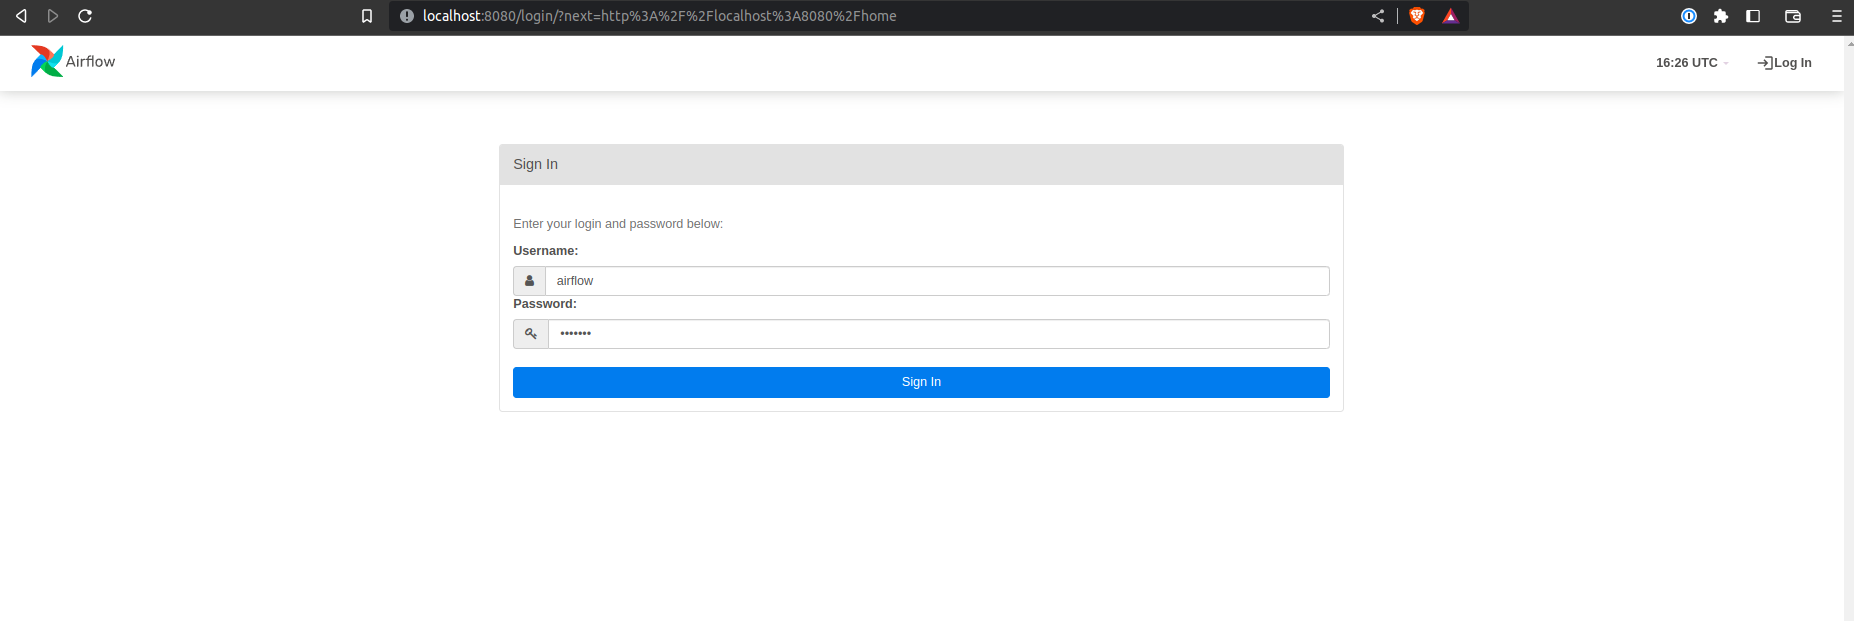 localhost:8080/login/?next=http%3A%2F%2Flocalhost%3A8080%2Fhome
Airflow
16:26 UTC
Log In
Sign In
Enter your login and password below:
Username:
airflow
Password:
•••••••
Sign In